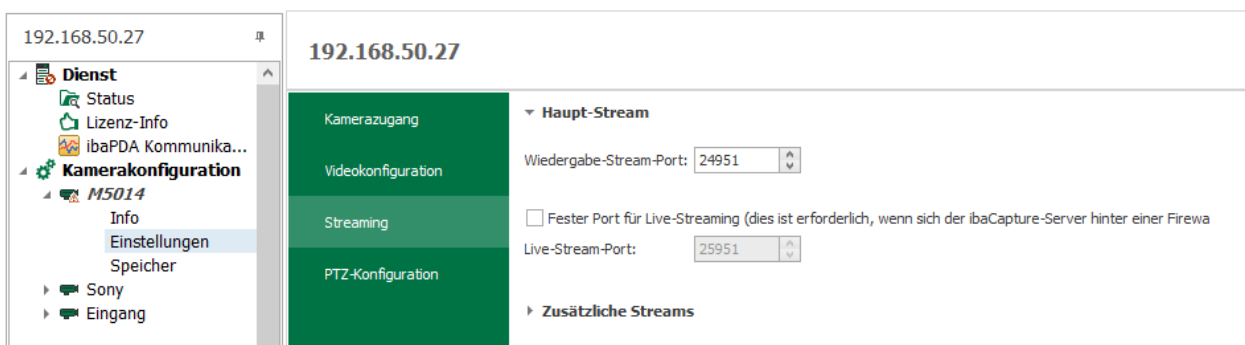 192.168.50.27
Dienst
Status
Lizenz-Info
ibaPDA Kommunika...
Kamerakonfiguration
M5014
Info
Einstellungen
Speicher
Sony
Eingang
192.168.50.27
Kamerazugang
Videokonfiguration
Streaming
PTZ-Konfiguration
Haupt-Stream
Wiedergabe-Stream-Port: 24951
Fester Port für Live-Streaming (dies ist erforderlich, wenn sich der ibaCapture-Server hinter einer Firewa
Live-Stream-Port: 25951
Zusätzliche Streams